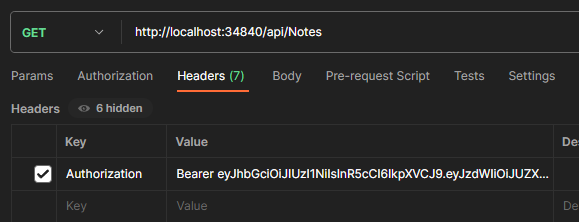 GET http://localhost:34840/api/Notes
Params Authorization Headers (7) Body Pre-request Script Tests Settings
Headers 6 hidden
Key Value Des
Authorization Bearer eyJhbGciOiJIUzI1NiIsInR5cCI6IkpXVCJ9.eyJzdWIiOiJUZX...
Key Value De